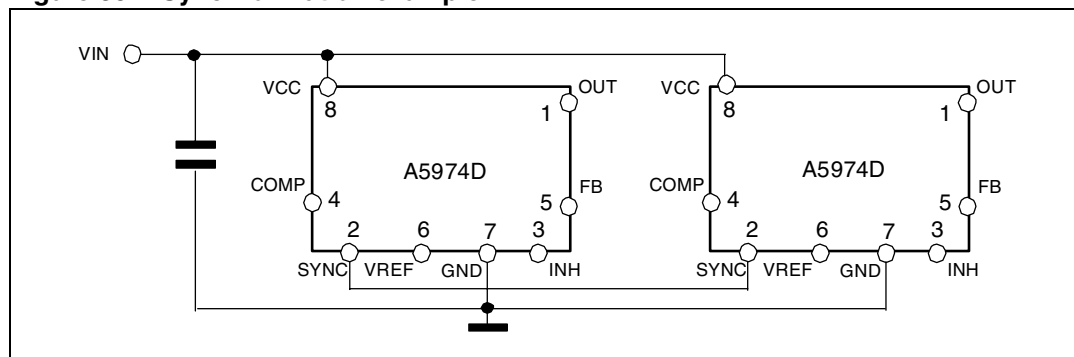 VIN
VCC 8 OUT 1 VCC 8 OUT 1
A5974D A5974D
COMP 4 5 FB COMP 4 5 FB
2 6 7 3 2 6 7 3
SYNC VREF GND INH SYNC VREF GND INH